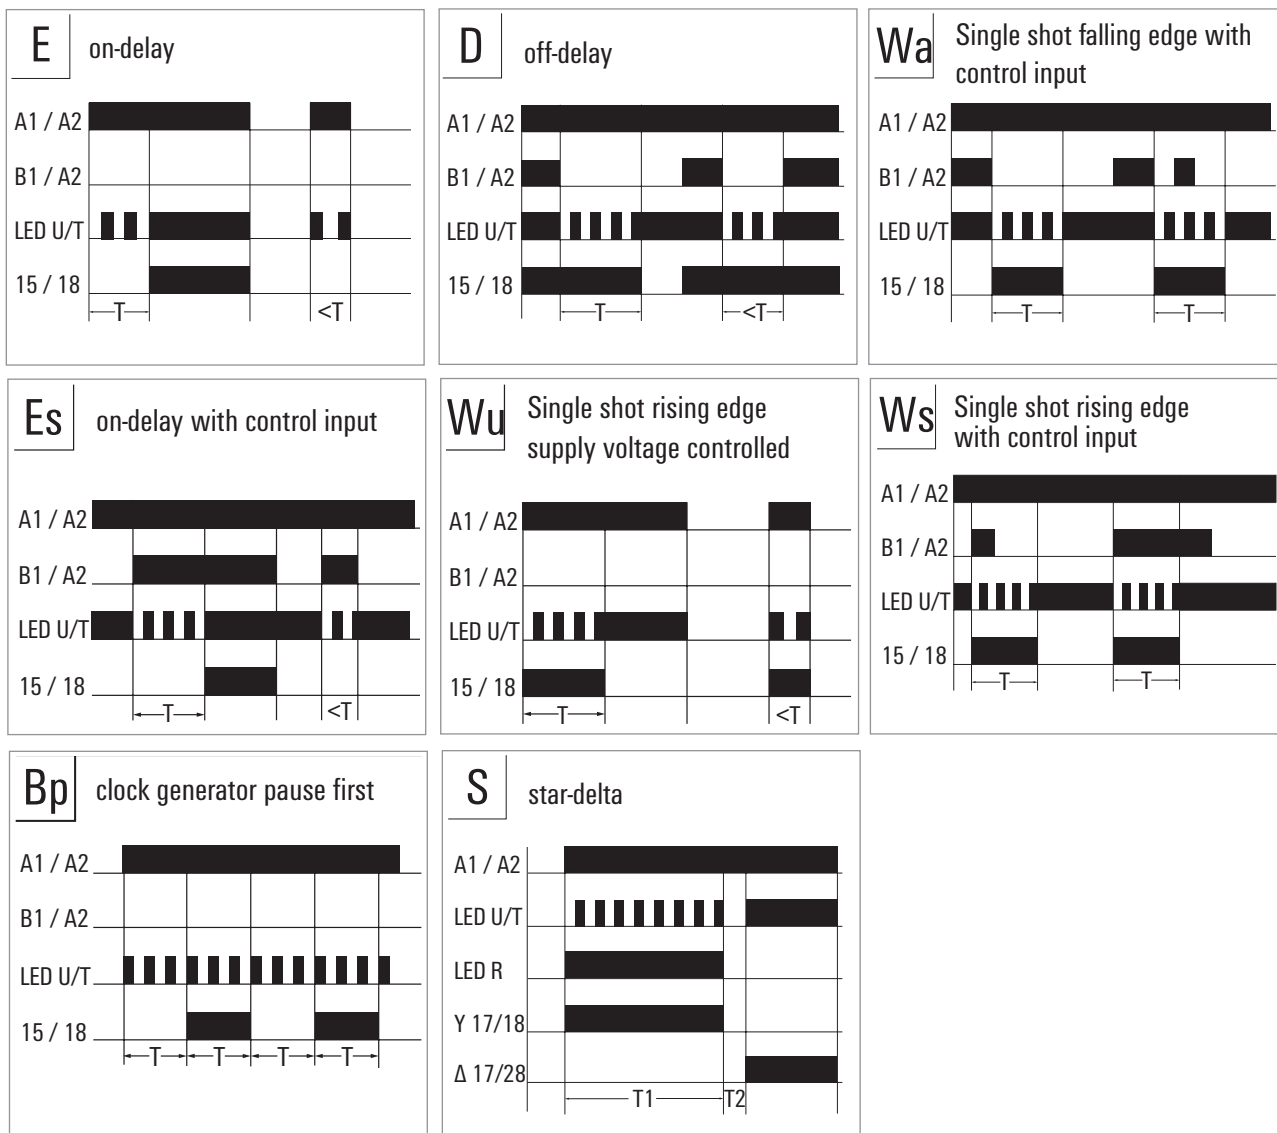 E on-delay
A1 / A2
B1 / A2
LED U/T
15 / 18
T <T
D off-delay
A1 / A2
B1 / A2
LED U/T
15 / 18
T <T
Wa Single shot falling edge with
control input
A1 / A2
B1 / A2
LED U/T
15 / 18
T T
Es on-delay with control input
A1 / A2
B1 / A2
LED U/T
15 / 18
T <T
Wu Single shot rising edge
supply voltage controlled
A1 / A2
B1 / A2
LED U/T
15 / 18
T <T
Ws Single shot rising edge
with control input
A1 / A2
B1 / A2
LED U/T
15 / 18
T T
Bp clock generator pause first
A1 / A2
B1 / A2
LED U/T
15 / 18
T T T T
S star-delta
A1 / A2
LED U/T
LED R
Y 17/18
Δ 17/28
T1 T2